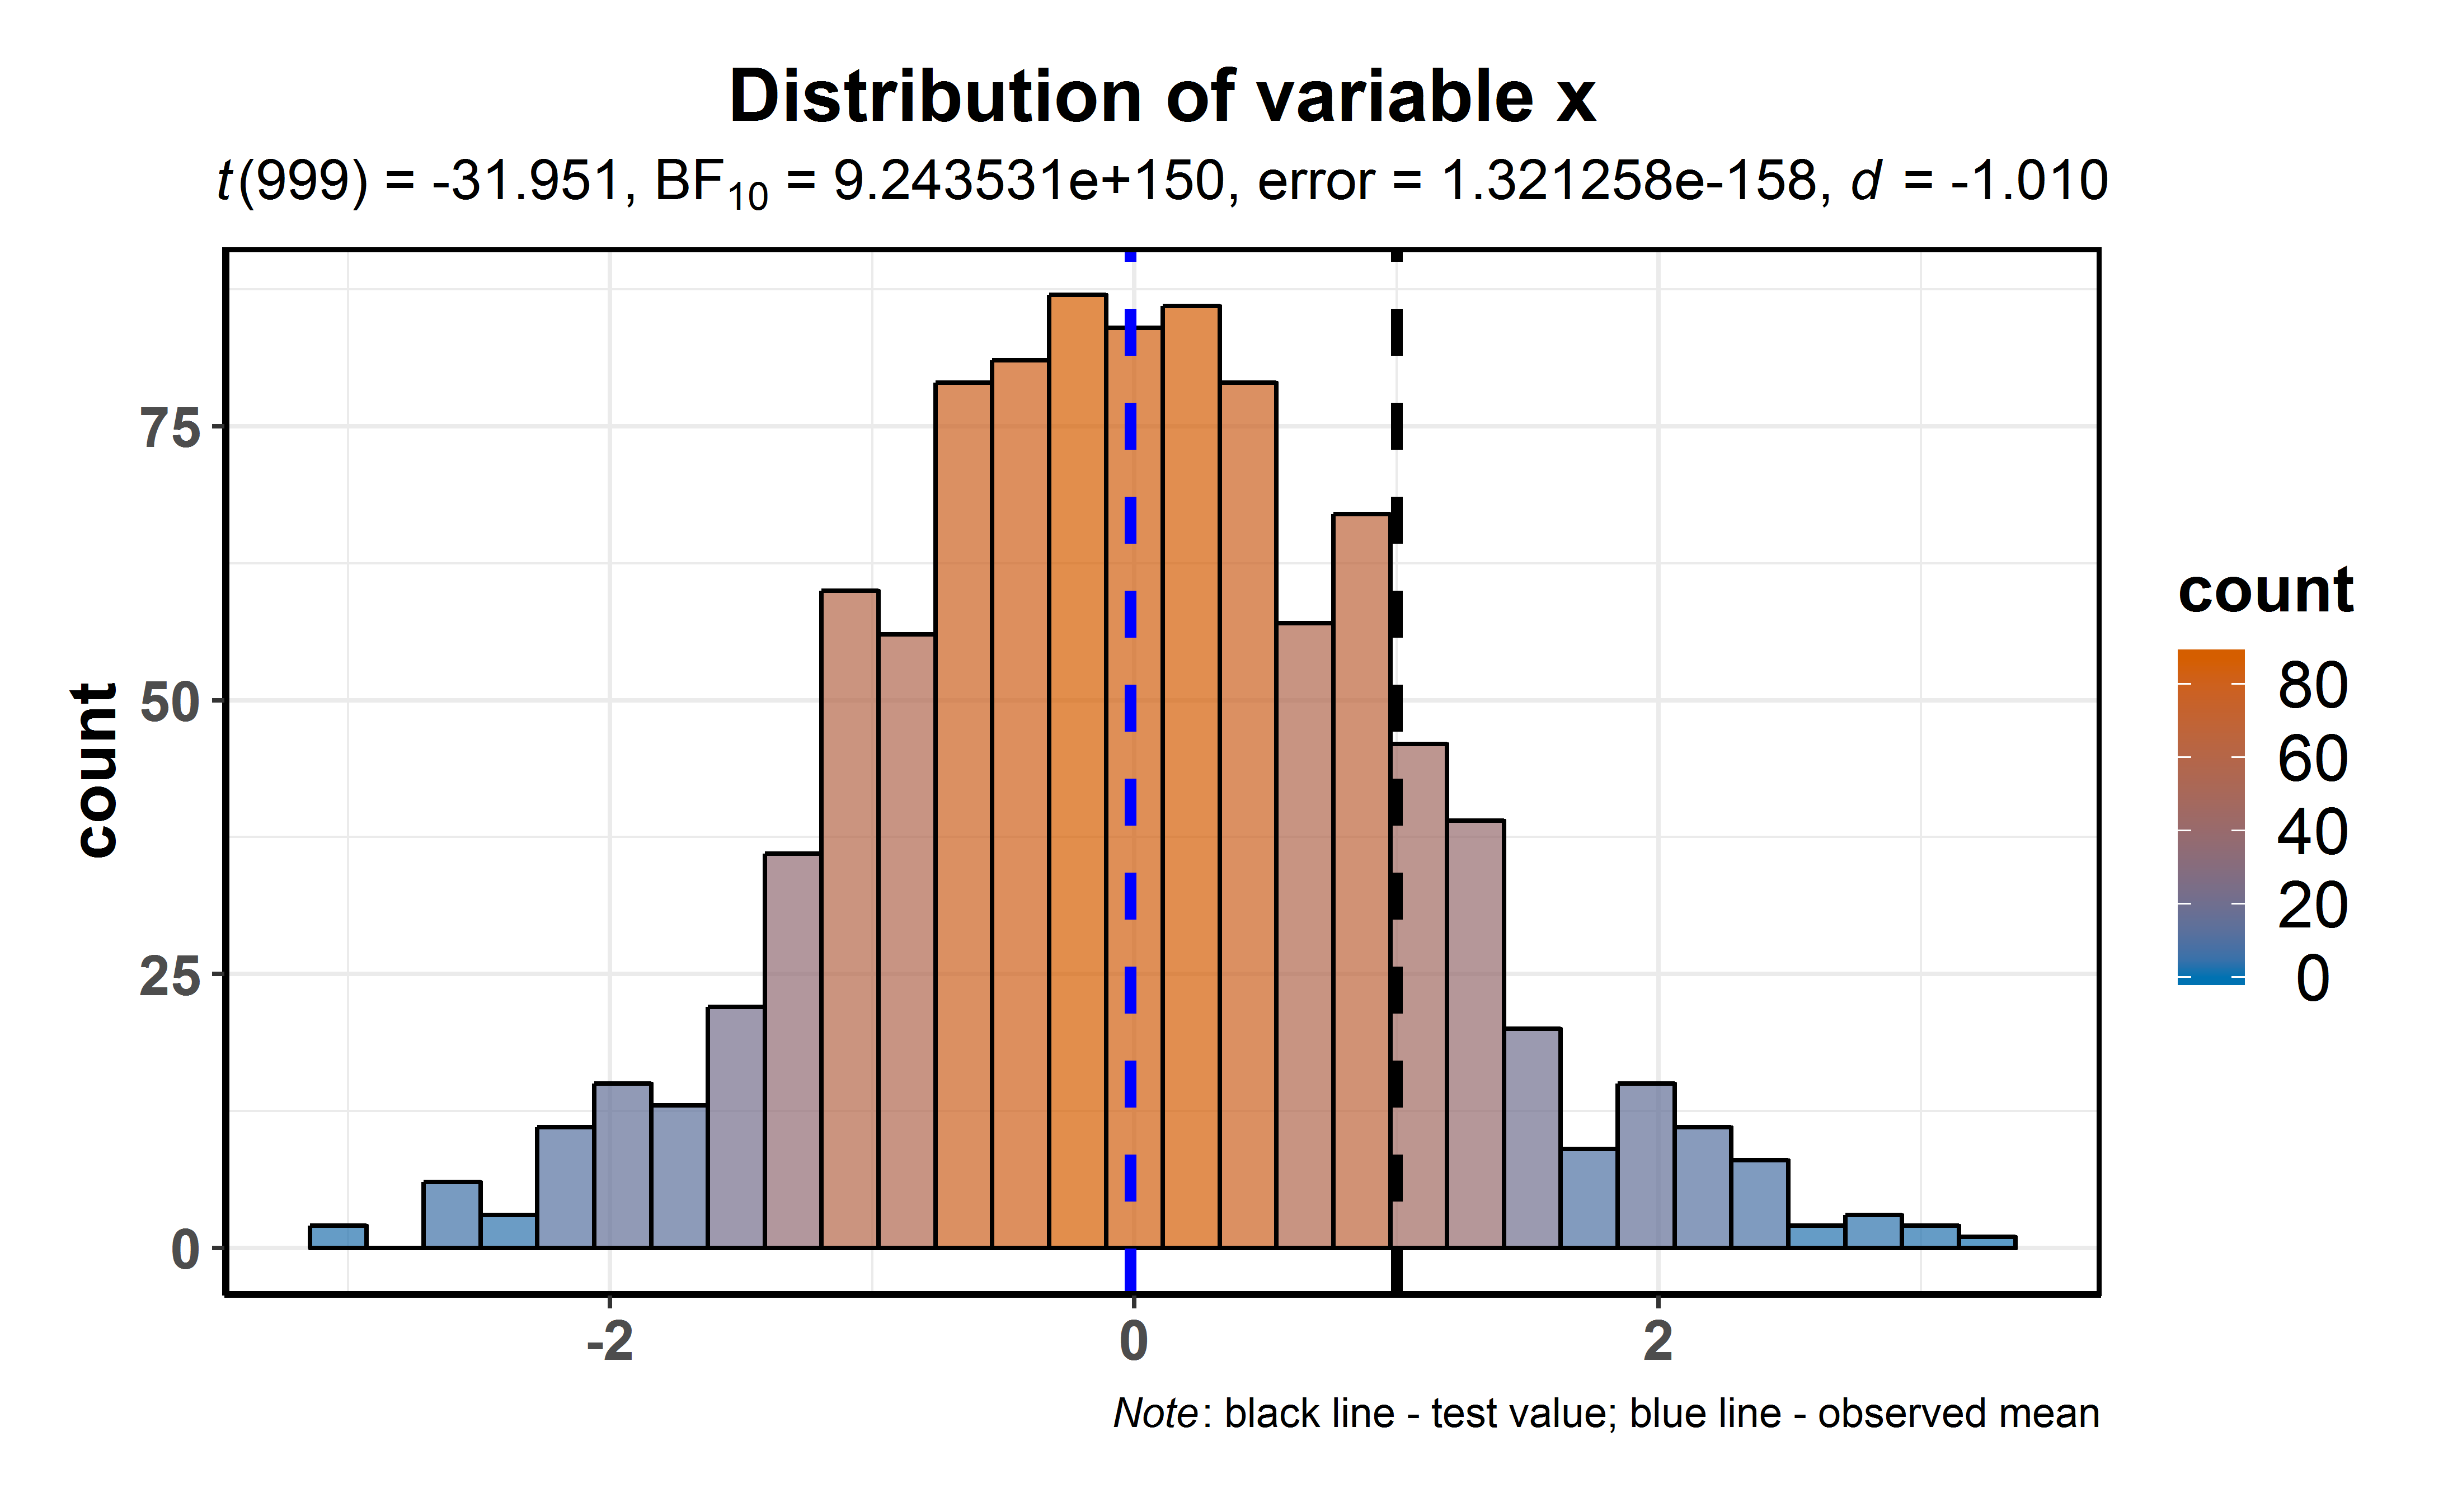 Distribution of variable x
t(999) = -31.951, BF₁₀ = 9.243531e+150, error = 1.321258e-158, d = -1.010
count
75
50
25
0
-2 0 2
count
80
60
40
20
0
Note: black line - test value; blue line - observed mean